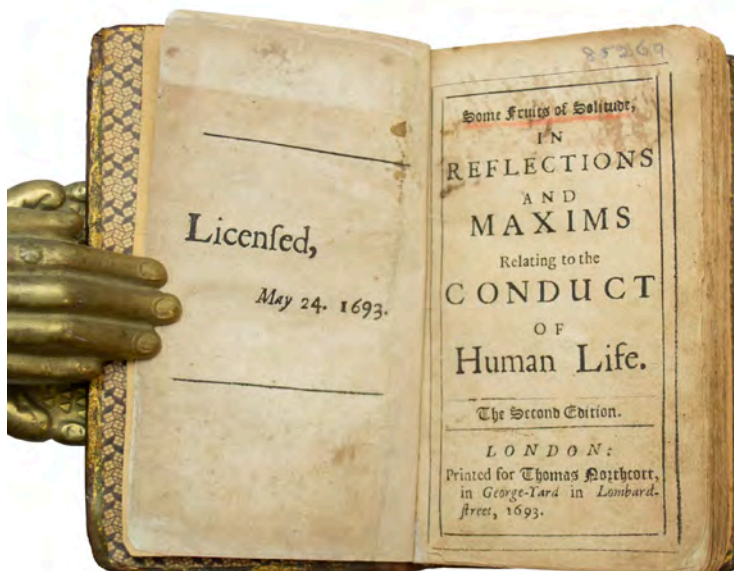 Licenſed,
May 24. 1693.
85269
Some Fruits of Solitude,
IN
REFLECTIONS
AND
MAXIMS
Relating to the
CONDUCT
OF
Human Life.
The Second Edition.
LONDON:
Printed for Thomas Northcott,
in George-Yard in Lombard-
ſtreet, 1693.